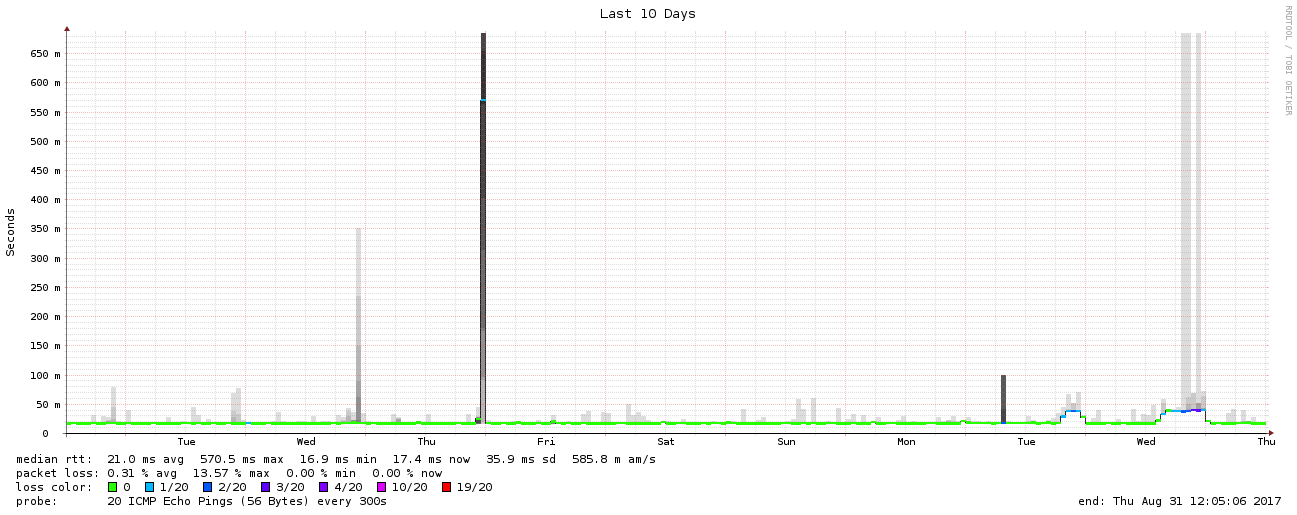 Last 10 Days
RRDTOOL / TOBI OETIKER
Seconds
650 m
600 m
550 m
500 m
450 m
400 m
350 m
300 m
250 m
200 m
150 m
100 m
50 m
0
Tue Wed Thu Fri Sat Sun Mon Tue Wed Thu
median rtt: 21.0 ms avg 570.5 ms max 16.9 ms min 17.4 ms now 35.9 ms sd 585.8 m am/s
packet loss: 0.31 % avg 13.57 % max 0.00 % min 0.00 % now
loss color: 0 1/20 2/20 3/20 4/20 10/20 19/20
probe: 20 ICMP Echo Pings (56 Bytes) every 300s end: Thu Aug 31 12:05:06 2017